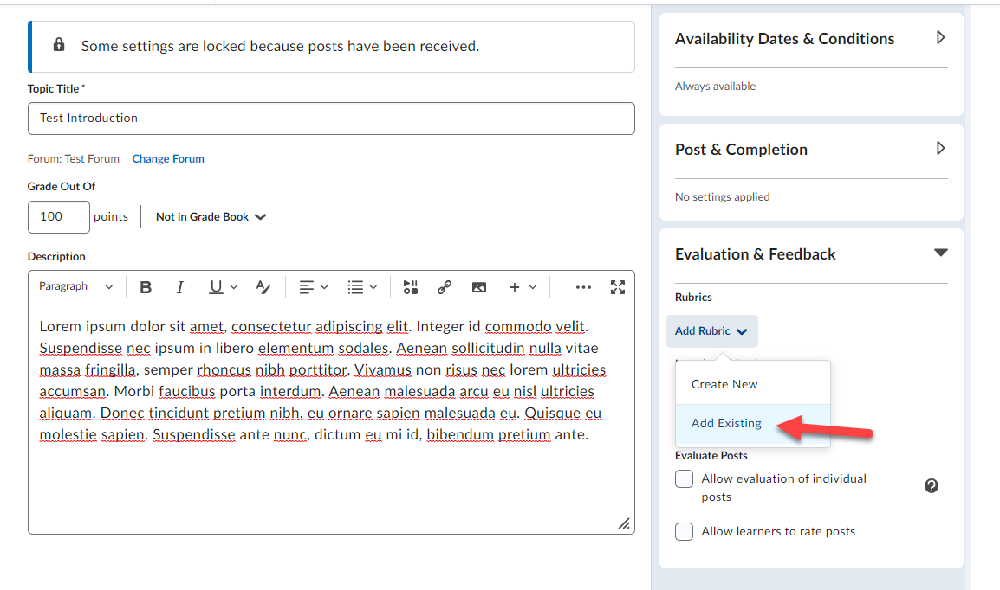 Some settings are locked because posts have been received.
Topic Title *
Test Introduction
Forum: Test Forum Change Forum
Grade Out Of
100 points Not in Grade Book
Description
Paragraph B I U
Lorem ipsum dolor sit amet, consectetur adipiscing elit. Integer id commodo velit.
Suspendisse nec ipsum in libero elementum sodales. Aenean sollicitudin nulla vitae
massa fringilla, semper rhoncus nibh porttitor. Vivamus non risus nec lorem ultricies
accumsan. Morbi faucibus porta interdum. Aenean malesuada arcu eu nisl ultricies
aliquam. Donec tincidunt pretium nibh, eu ornare sapien malesuada eu. Quisque eu
molestie sapien. Suspendisse ante nunc, dictum eu mi id, bibendum pretium ante.
Availability Dates & Conditions
Always available
Post & Completion
No settings applied
Evaluation & Feedback
Rubrics
Add Rubric
Create New
Add Existing
Evaluate Posts
Allow evaluation of individual
posts
Allow learners to rate posts